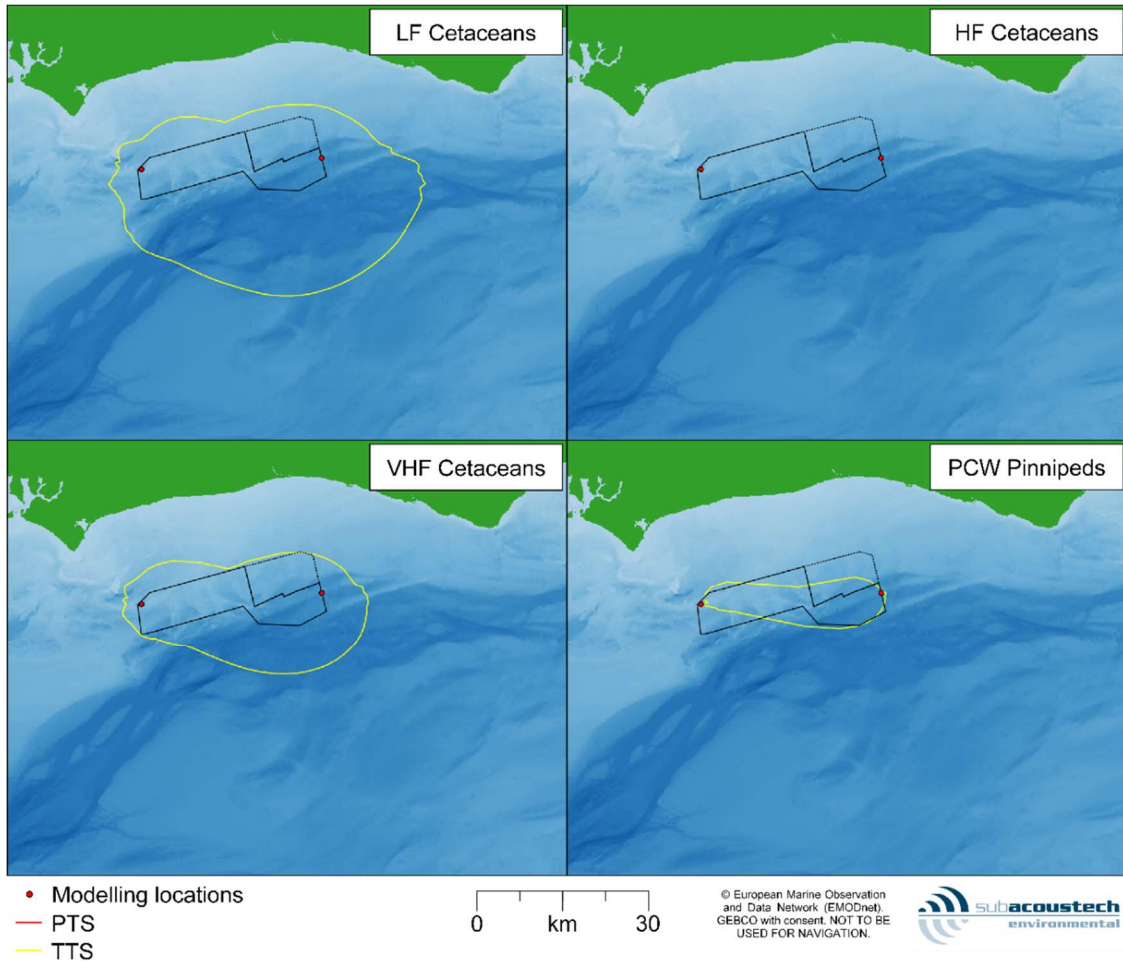 LF Cetaceans
HF Cetaceans
VHF Cetaceans
PCW Pinnipeds
Modelling locations
PTS
TTS
0 km 30
© European Marine Observation
and Data Network (EMODnet).
GEBCO with consent. NOT TO BE
USED FOR NAVIGATION.
subacoustech
environmental